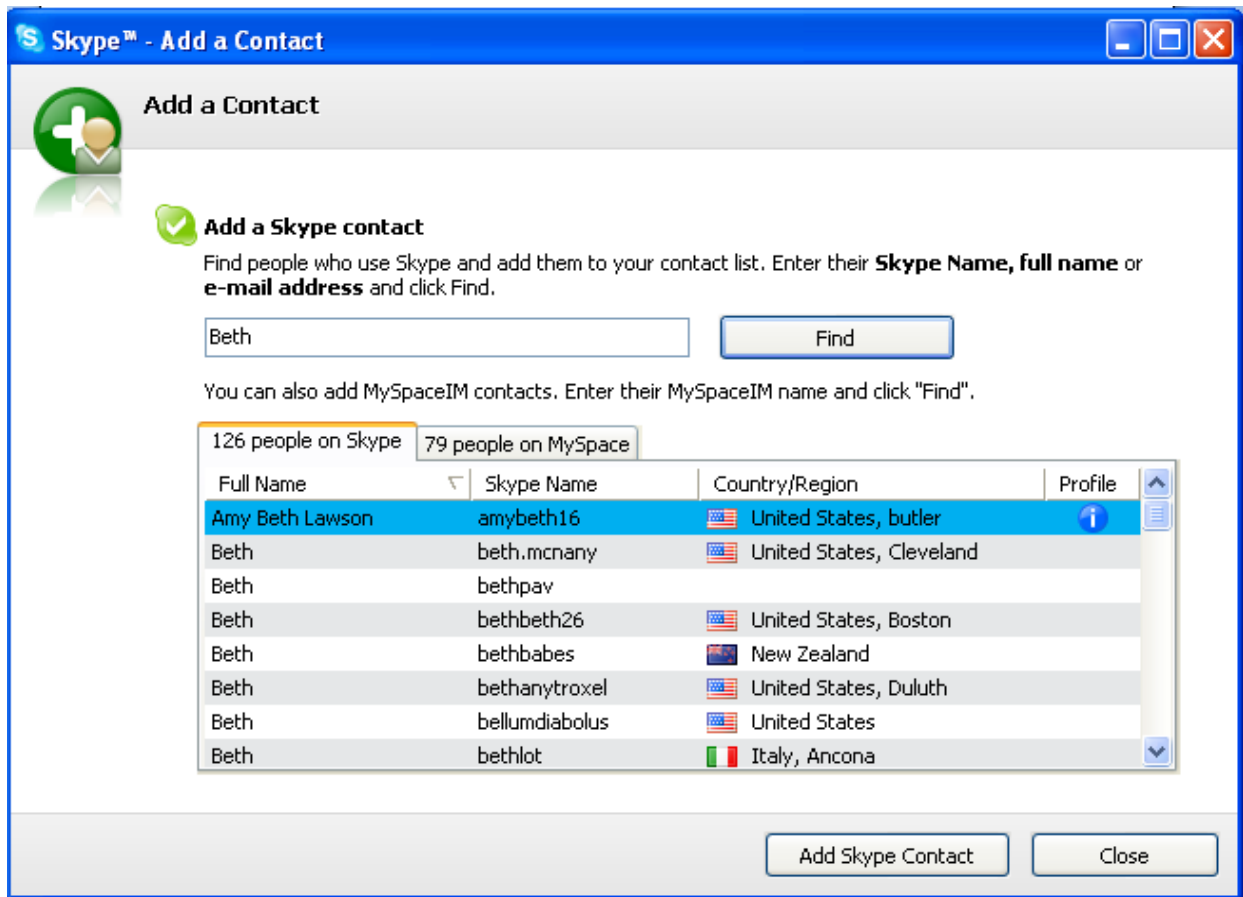 Skype™ - Add a Contact
Add a Contact
Add a Skype contact
Find people who use Skype and add them to your contact list. Enter their Skype Name, full name or
e-mail address and click Find.
Beth Find
You can also add MySpaceIM contacts. Enter their MySpaceIM name and click "Find".
126 people on Skype 79 people on MySpace
Full Name Skype Name Country/Region Profile
Amy Beth Lawson amybeth16 United States, butler
Beth beth.mcnany United States, Cleveland
Beth bethpav
Beth bethbeth26 United States, Boston
Beth bethbabes New Zealand
Beth bethanytroxel United States, Duluth
Beth bellumdiabolus United States
Beth bethlot Italy, Ancona
Add Skype Contact Close